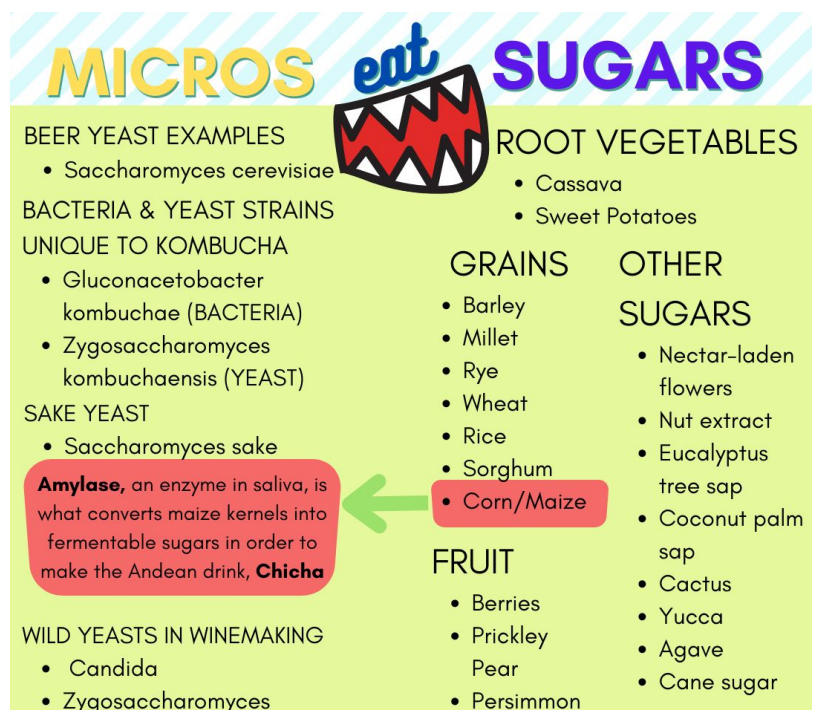 MICROS eat SUGARS
BEER YEAST EXAMPLES
• Saccharomyces cerevisiae
BACTERIA & YEAST STRAINS
UNIQUE TO KOMBUCHA
• Gluconacetobacter
kombuchae (BACTERIA)
• Zygosaccharomyces
kombuchaensis (YEAST)
SAKE YEAST
• Saccharomyces sake
Amylase, an enzyme in saliva, is
what converts maize kernels into
fermentable sugars in order to
make the Andean drink, Chicha
WILD YEASTS IN WINEMAKING
• Candida
• Zygosaccharomyces
ROOT VEGETABLES
• Cassava
• Sweet Potatoes
GRAINS
• Barley
• Millet
• Rye
• Wheat
• Rice
• Sorghum
• Corn/Maize
FRUIT
• Berries
• Prickley
Pear
• Persimmon
OTHER
SUGARS
• Nectar-laden
flowers
• Nut extract
• Eucalyptus
tree sap
• Coconut palm
sap
• Cactus
• Yucca
• Agave
• Cane sugar